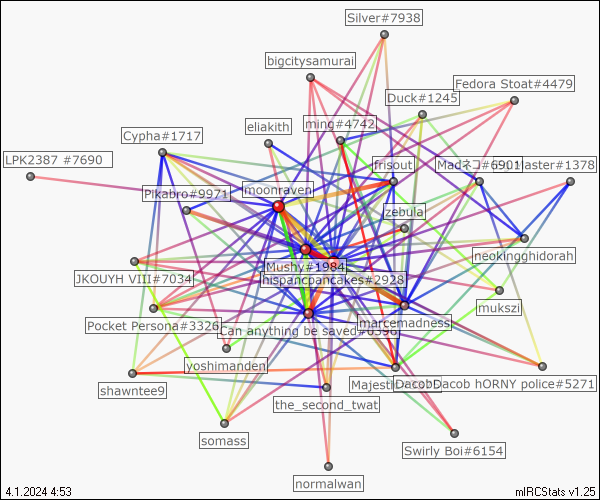 Silver#7938
bigcitysamurai
Fedora Stoat#4479
Duck#1245
ming#4742
eliakith
Cypha#1717
LPK2387 #7690
frisout
Madネコ#6901
aster#1378
Pikabro#9971
moonraven
zebula
neokingghidorah
Mushy#1984
JKOUYH VIII#7034
hispanicpancakes#2928
mukszi
Pocket Persona#3326
Can anything be saved
marcemadness
yoshimanden
shawntee9
Majesti
Dacob hORNY police#5271
the_second_twat
somass
Swirly Boi#6154
normalwan
4.1.2024 4:53
mIRCStats v1.25